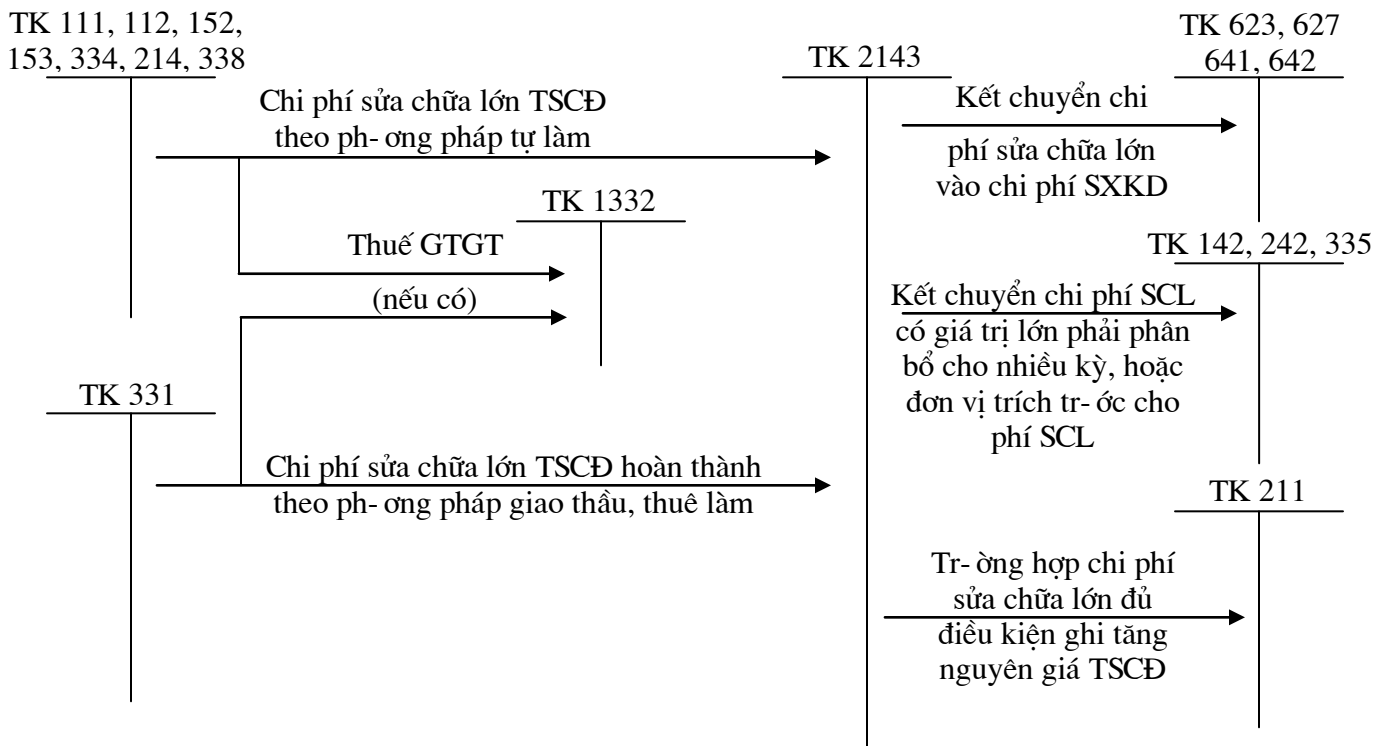 TK 111, 112, 152,
153, 334, 214, 338
TK 2143
TK 623, 627
641, 642
Chi phí sửa chữa lớn TSCĐ
theo ph- ơng pháp tự làm
Kết chuyển chi
phí sửa chữa lớn
vào chi phí SXKD
TK 1332
Thuế GTGT
(nếu có)
TK 142, 242, 335
Kết chuyển chi phí SCL
có giá trị lớn phải phân
bổ cho nhiều kỳ, hoặc
đơn vị trích tr- ớc cho
phí SCL
TK 331
Chi phí sửa chữa lớn TSCĐ hoàn thành
theo ph- ơng pháp giao thầu, thuê làm
TK 211
Tr- ờng hợp chi phí
sửa chữa lớn đủ
điều kiện ghi tăng
nguyên giá TSCĐ